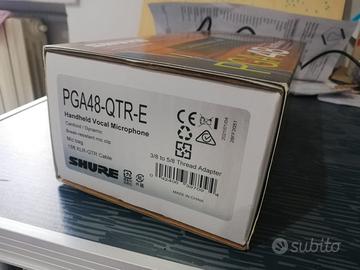 PGA48
PGA48-QTR-E
Handheld Vocal Microphone
Cardioid / Dynamic
Break-resistant mic clip
Mic bag
15ft XLR-QTR Cable
3/8 to 5/8 Thread Adapter
SHURE
MADE IN CHINA
subito